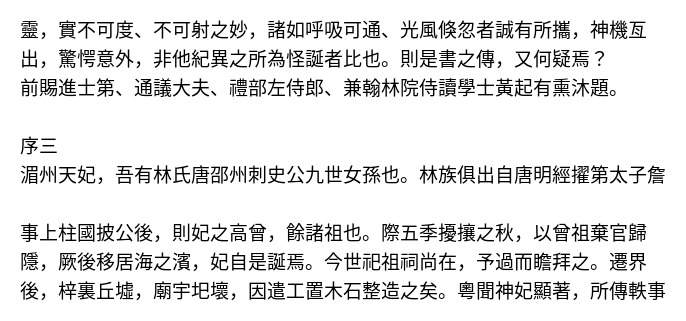 靈，實不可度、不可射之妙，諸如呼吸可通、光風倏忽者誠有所攜，神機亙
出，驚愕意外，非他紀異之所為怪誕者比也。則是書之傳，又何疑焉？
前賜進士第、通議大夫、禮部左侍郎、兼翰林院侍讀學士黃起有熏沐題。
序三
湄州天妃，吾有林氏唐邵州刺史公九世女孫也。林族俱出自唐明經擢第太子詹
事上柱國披公後，則妃之高曾，餘諸祖也。際五季擾攘之秋，以曾祖棄官歸
隱，厥後移居海之濱，妃自是誕焉。今世祀祖祠尚在，予過而瞻拜之。遷界
後，梓裏丘墟，廟宇圮壞，因遣工置木石整造之矣。粵聞神妃顯著，所傳軼事